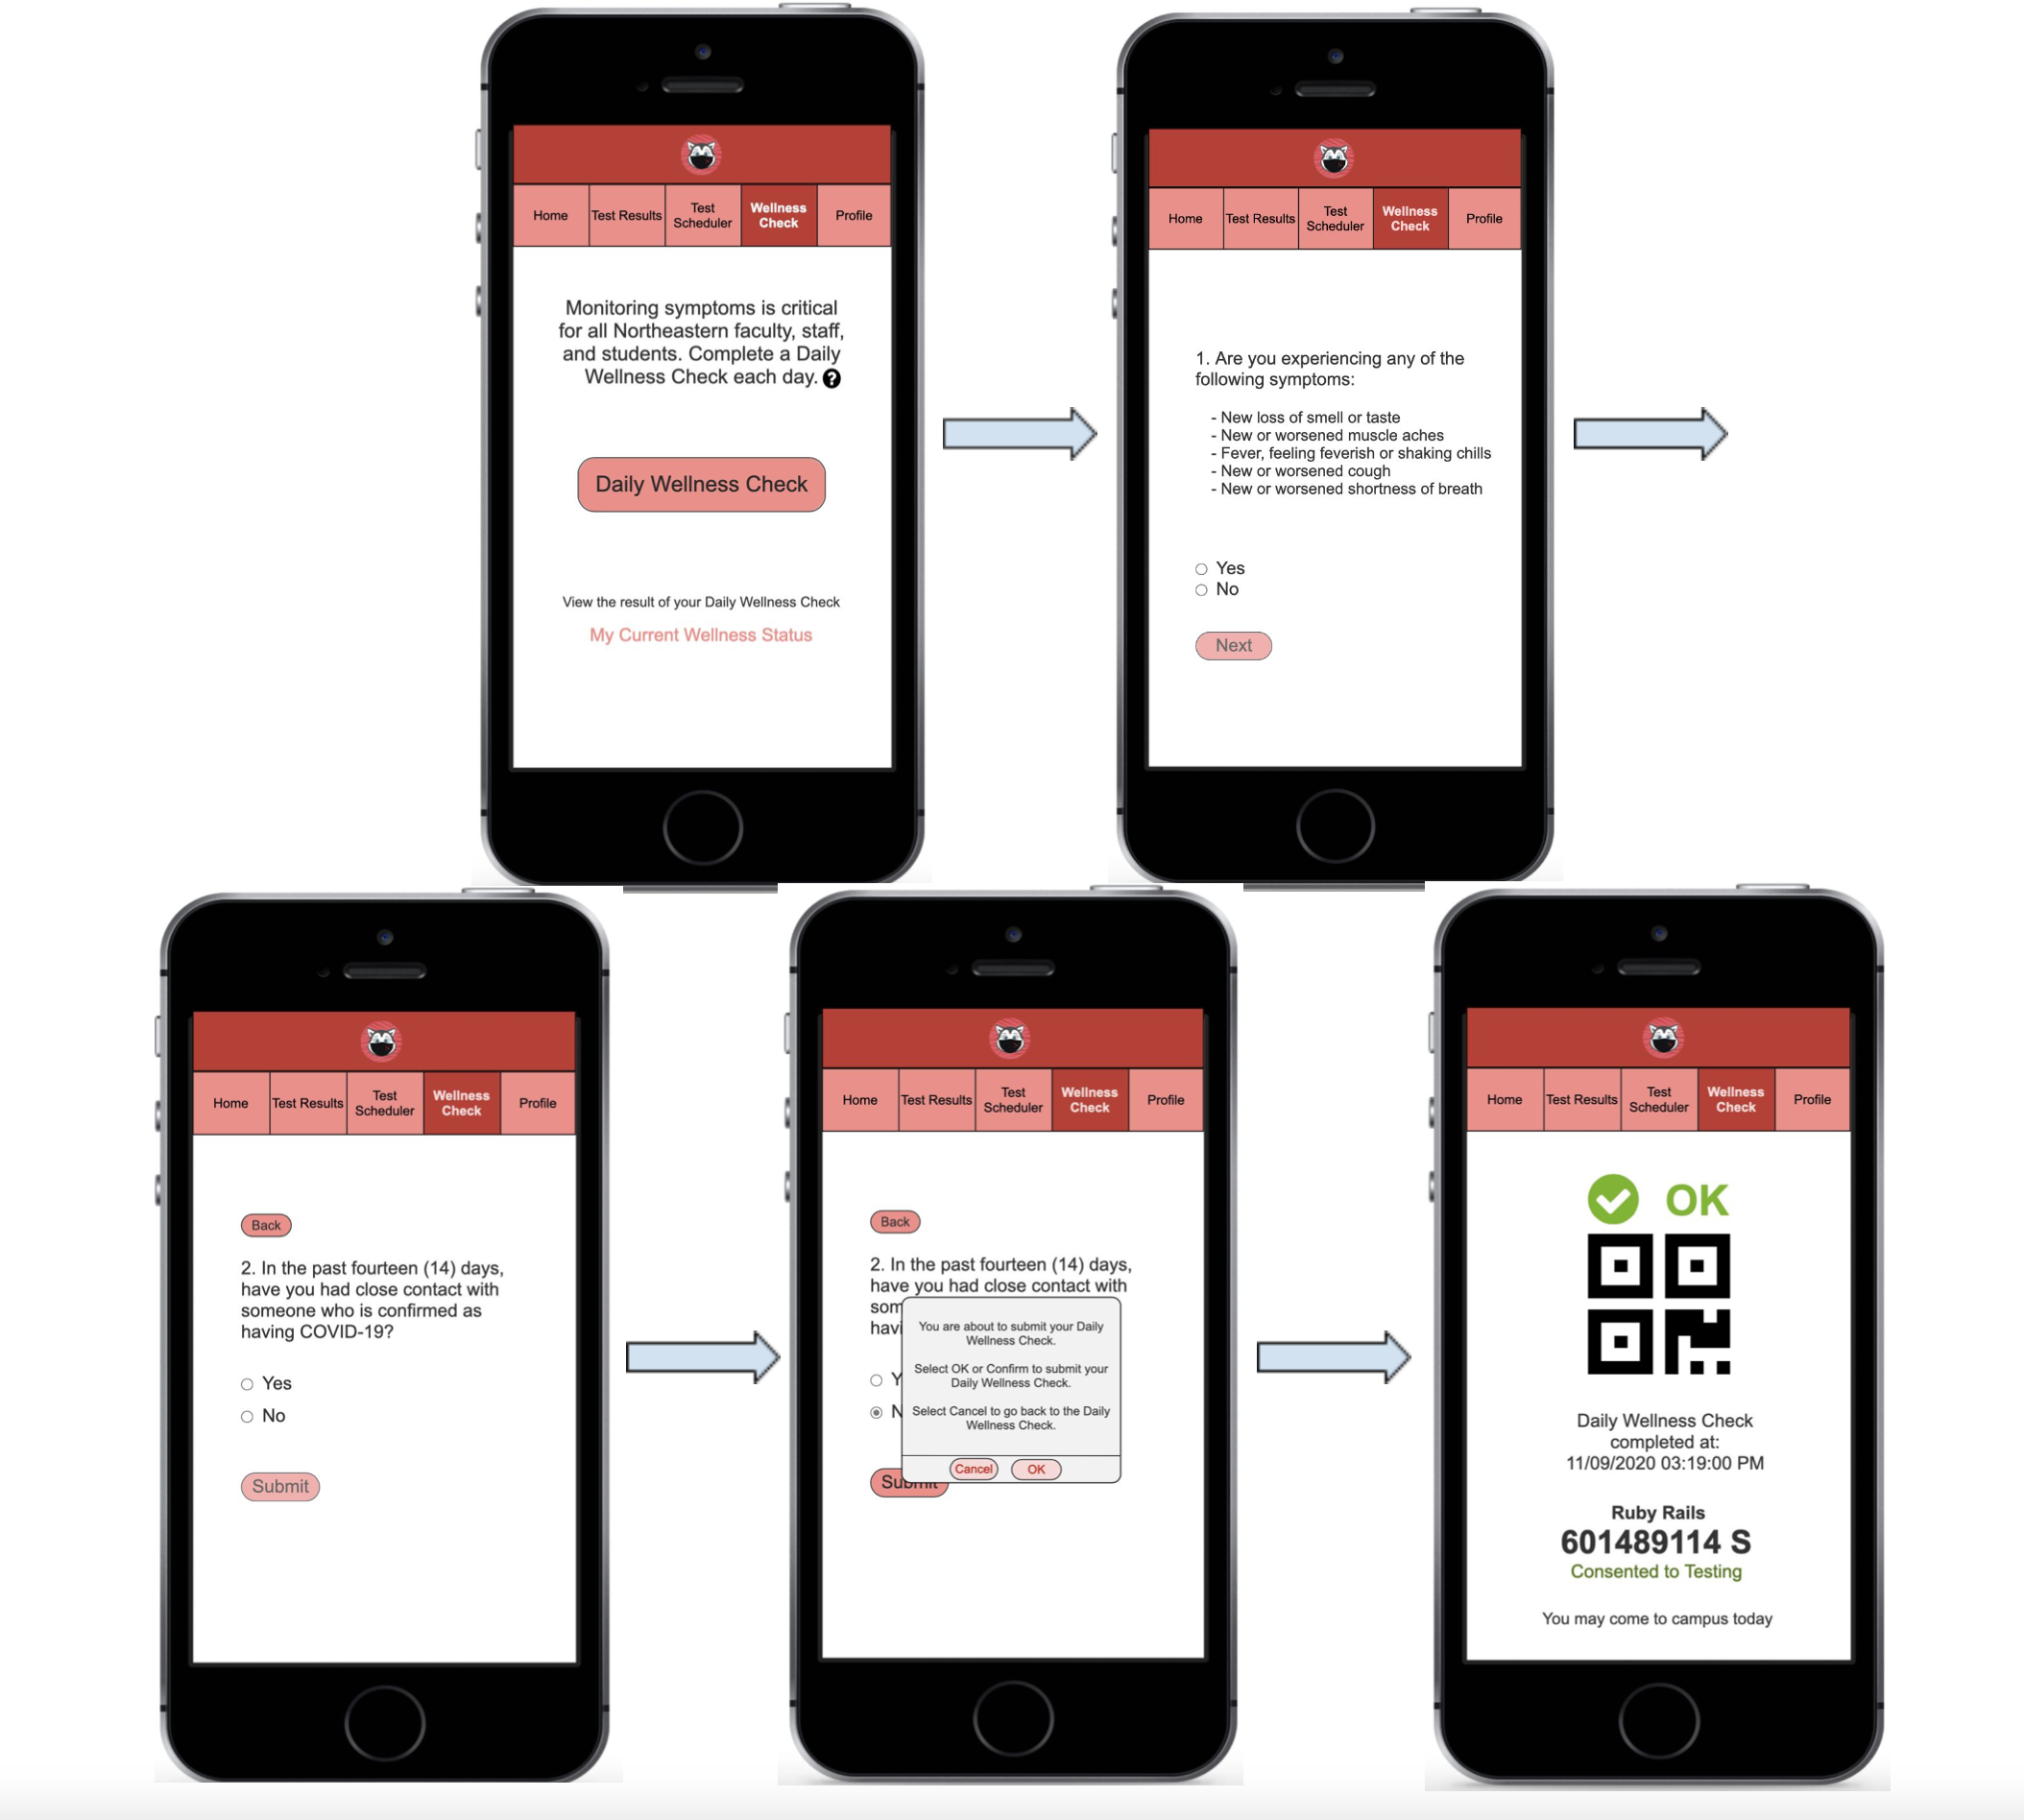 Home
Test Results
Test
Scheduler
Wellness
Check
Profile
Monitoring symptoms is critical
for all Northeastern faculty, staff,
and students. Complete a Daily
Wellness Check each day. ?
Daily Wellness Check
View the result of your Daily Wellness Check
My Current Wellness Status
Home
Test Results
Test
Scheduler
Wellness
Check
Profile
1. Are you experiencing any of the
following symptoms:
- New loss of smell or taste
- New or worsened muscle aches
- Fever, feeling feverish or shaking chills
- New or worsened cough
- New or worsened shortness of breath
Yes
No
Next
Home
Test Results
Test
Scheduler
Wellness
Check
Profile
Back
2. In the past fourteen (14) days,
have you had close contact with
someone who is confirmed as
having COVID-19?
Yes
No
Submit
Home
Test Results
Test
Scheduler
Wellness
Check
Profile
Back
2. In the past fourteen (14) days,
have you had close contact with
som
havi
Y
N
You are about to submit your Daily
Wellness Check.
Select OK or Confirm to submit your
Daily Wellness Check.
Select Cancel to go back to the Daily
Wellness Check.
Cancel
OK
Submit
Home
Test Results
Test
Scheduler
Wellness
Check
Profile
OK
Daily Wellness Check
completed at:
11/09/2020 03:19:00 PM
Ruby Rails
601489114 S
Consented to Testing
You may come to campus today